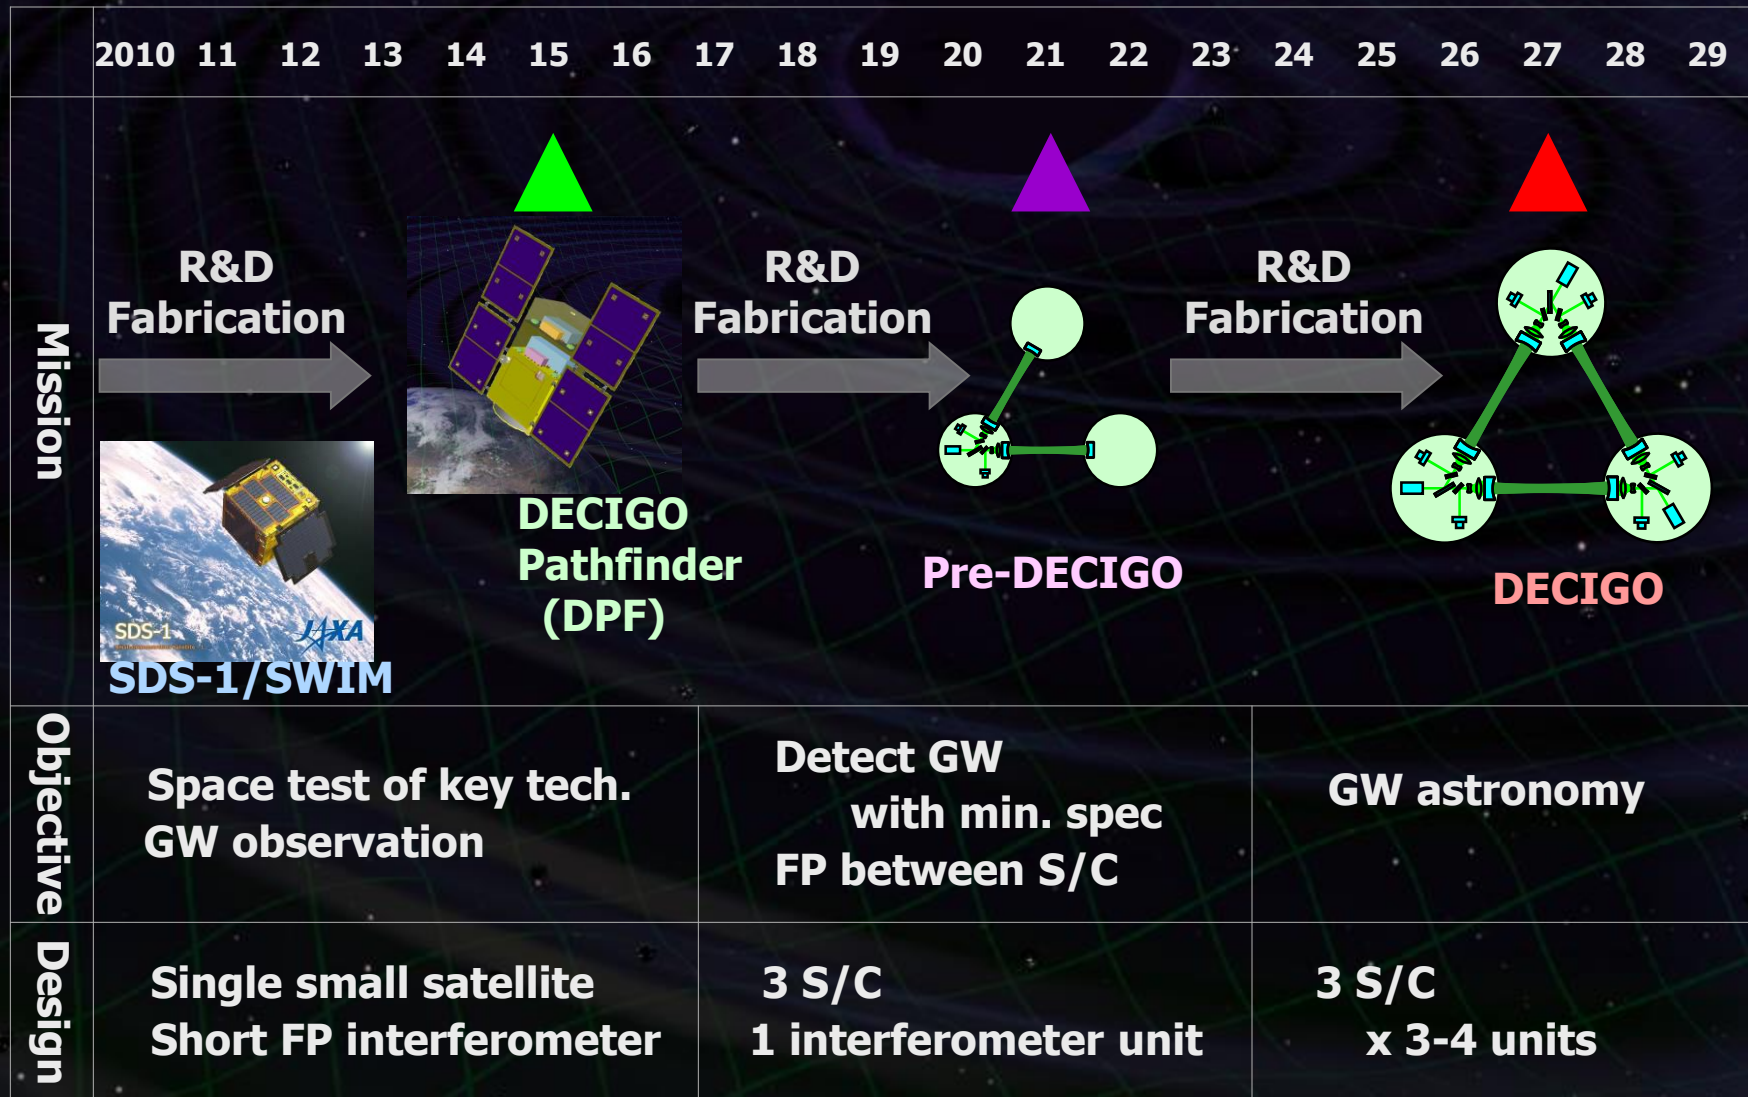 2010 11 12 13 14 15 16 17 18 19 20 21 22 23 24 25 26 27 28 29
Mission
R&D
Fabrication
SDS-1
JAXA
SDS-1/SWIM
DECIGO
Pathfinder
(DPF)
R&D
Fabrication
Pre-DECIGO
R&D
Fabrication
DECIGO
Objective
Space test of key tech.
GW observation
Detect GW
with min. spec
FP between S/C
GW astronomy
Design
Single small satellite
Short FP interferometer
3 S/C
1 interferometer unit
3 S/C
x 3-4 units